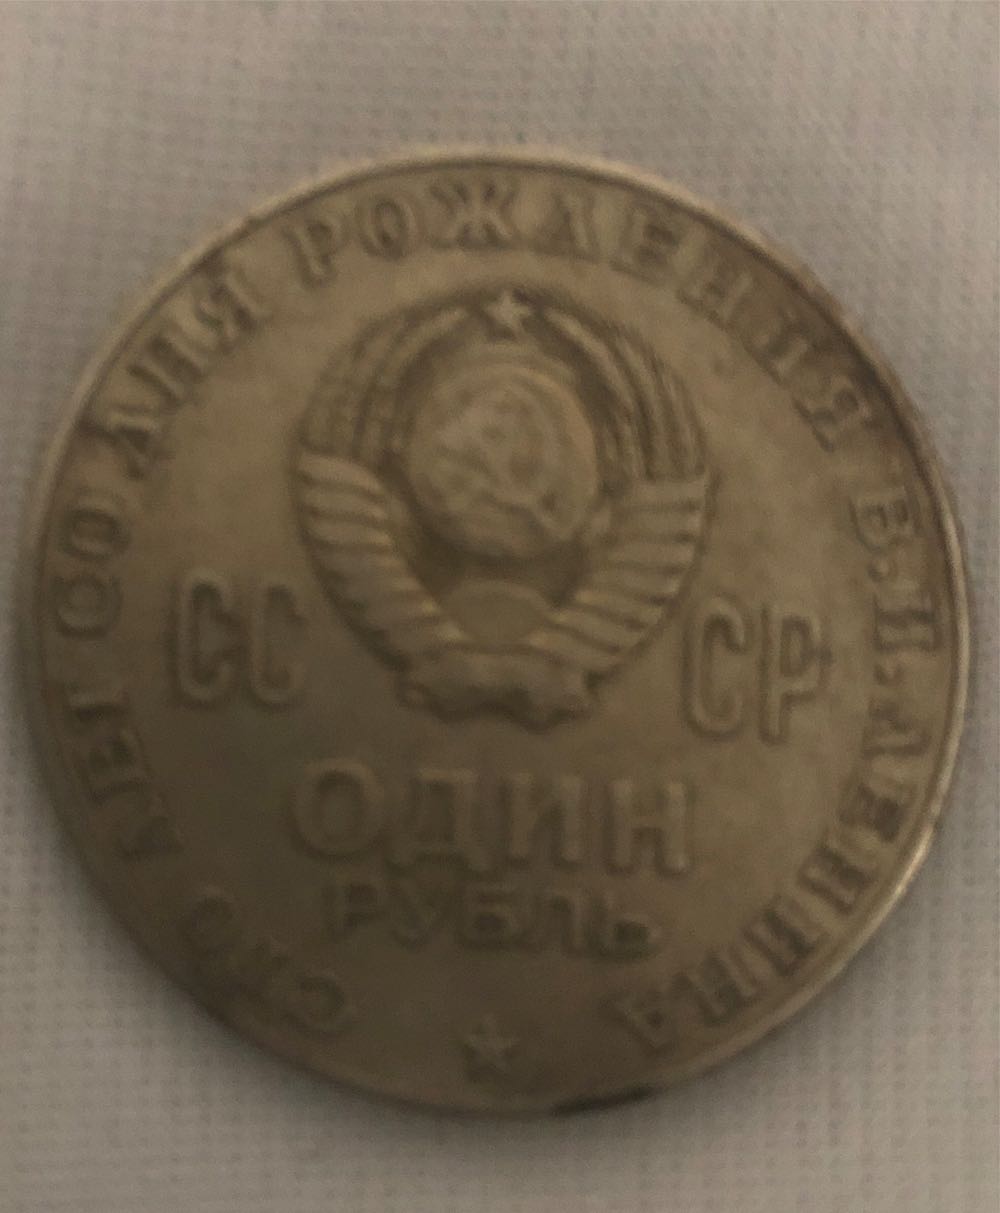 СТО ЛЕТ СО ДНЯ РОЖДЕНИЯ В.И.ЛЕНИНА
СС СР
ОДИН
РУБЛЬ